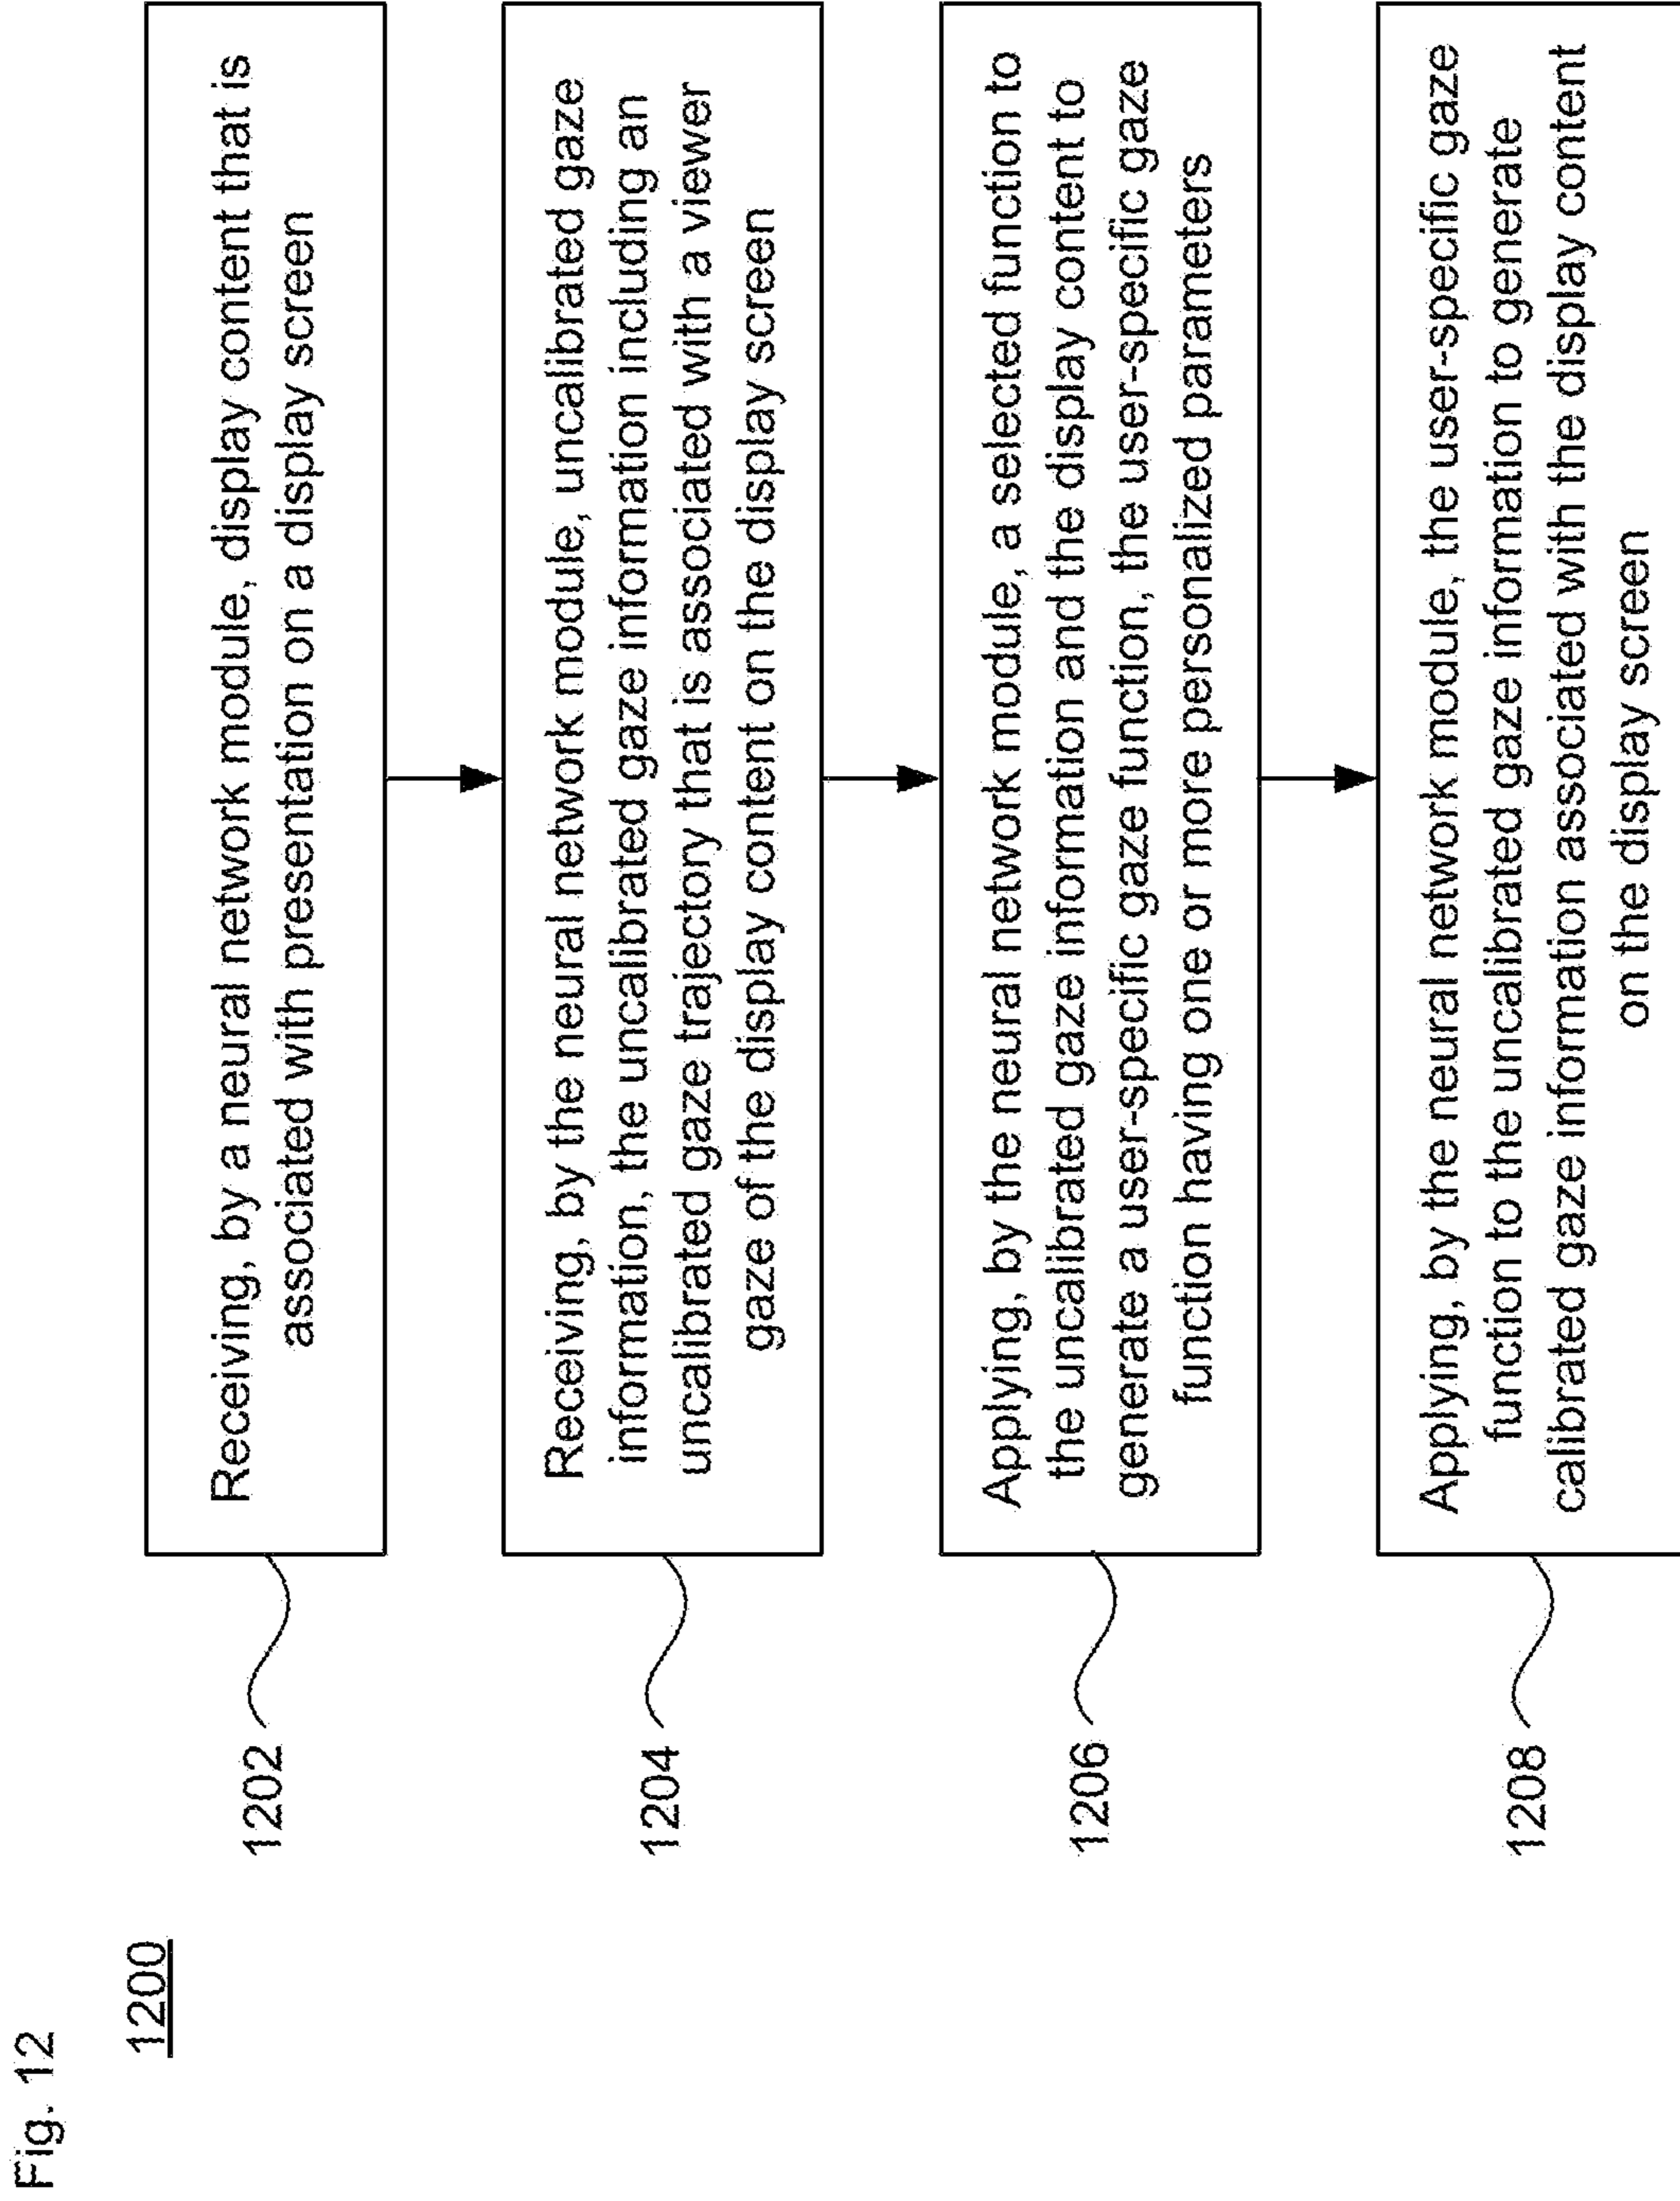 Fig. 12
1200
1202
Receiving, by a neural network module, display content that is
associated with presentation on a display screen
1204
Receiving, by the neural network module, uncalibrated gaze
information, the uncalibrated gaze information including an
uncalibrated gaze trajectory that is associated with a viewer
gaze of the display content on the display screen
1206
Applying, by the neural network module, a selected function to
the uncalibrated gaze information and the display content to
generate a user-specific gaze function, the user-specific gaze
function having one or more personalized parameters
1208
Applying, by the neural network module, the user-specific gaze
function to the uncalibrated gaze information to generate
calibrated gaze information associated with the display content
on the display screen